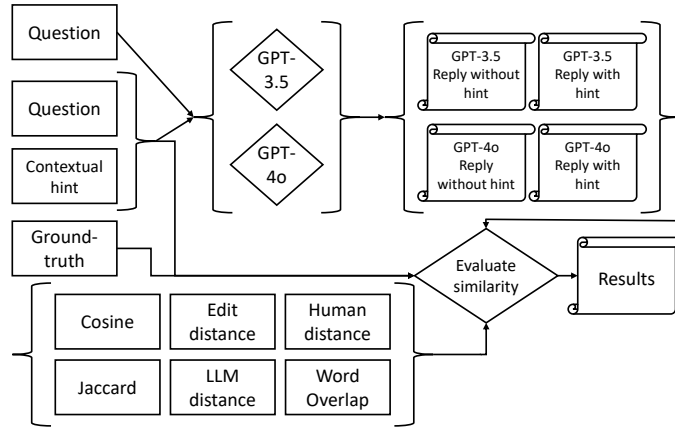 Question
Question
Contextual
hint
Ground-
truth
GPT-
3.5
GPT-
4o
GPT-3.5
Reply without
hint
GPT-3.5
Reply with
hint
GPT-4o
Reply
without hint
GPT-4o
Reply with
hint
Evaluate
similarity
Results
Cosine
Edit
distance
Human
distance
Jaccard
LLM
distance
Word
Overlap